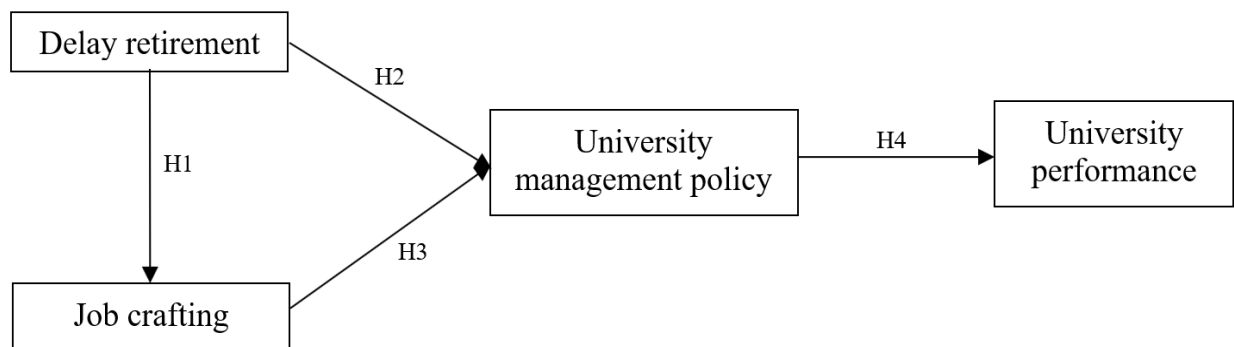 Delay retirement
H2
University
management policy
H4
University
performance
H1
H3
Job crafting